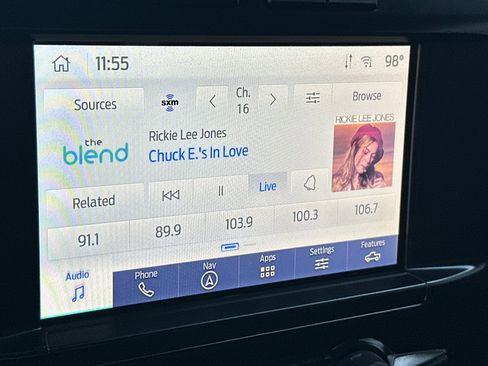 11:55
98°
Sources
sxm
Ch.
16
Browse
the
blend
Rickie Lee Jones
Chuck E.'s In Love
RICKIE LEE JONES
Related
Live
91.1
89.9
103.9
100.3
106.7
Audio
Phone
Nav
Apps
Settings
Features